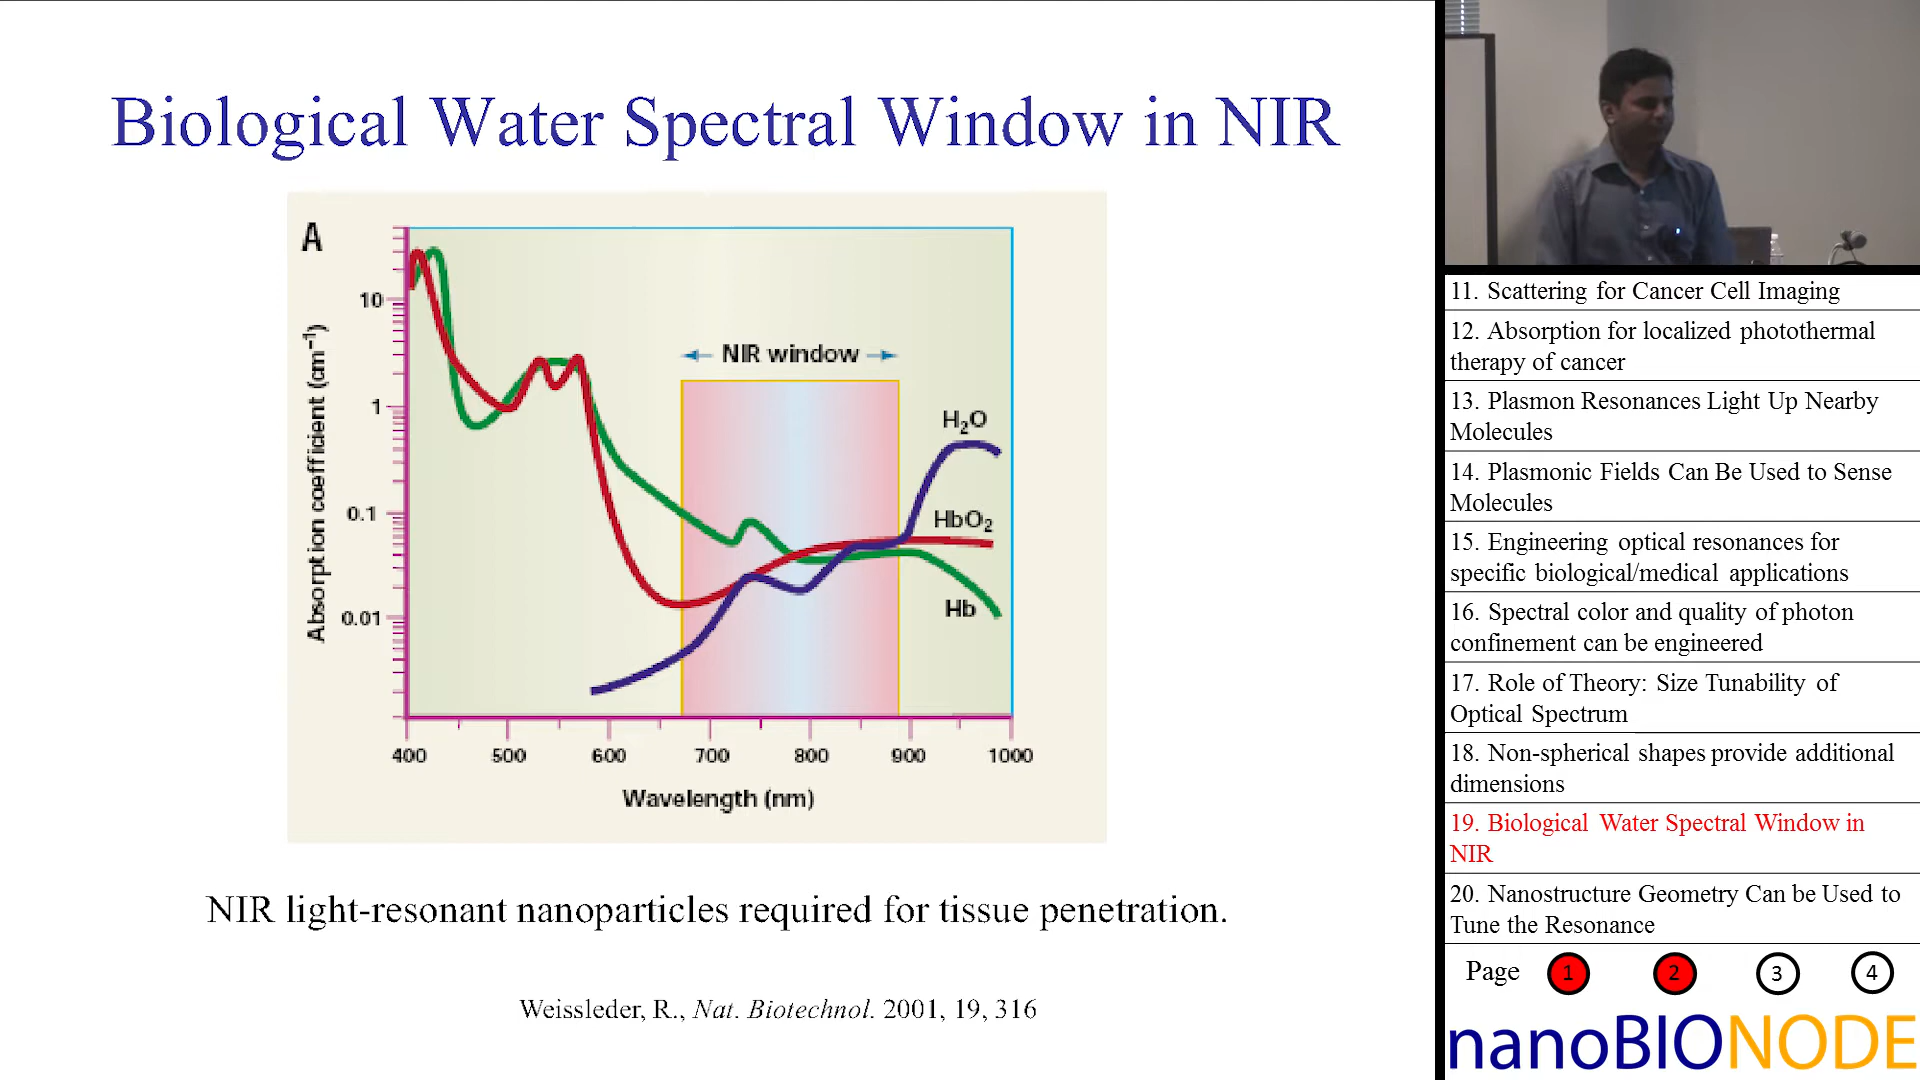 Biological Water Spectral Window in NIR
A
Absorption coefficient (cm⁻¹)
10
1
0.1
0.01
NIR window
H₂O
HbO₂
Hb
400 500 600 700 800 900 1000
Wavelength (nm)
NIR light-resonant nanoparticles required for tissue penetration.
Weissleder, R., Nat. Biotechnol. 2001, 19, 316
11. Scattering for Cancer Cell Imaging
12. Absorption for localized photothermal
therapy of cancer
13. Plasmon Resonances Light Up Nearby
Molecules
14. Plasmonic Fields Can Be Used to Sense
Molecules
15. Engineering optical resonances for
specific biological/medical applications
16. Spectral color and quality of photon
confinement can be engineered
17. Role of Theory: Size Tunability of
Optical Spectrum
18. Non-spherical shapes provide additional
dimensions
19. Biological Water Spectral Window in
NIR
20. Nanostructure Geometry Can be Used to
Tune the Resonance
Page 1 2 3 4
nanoBIONODE